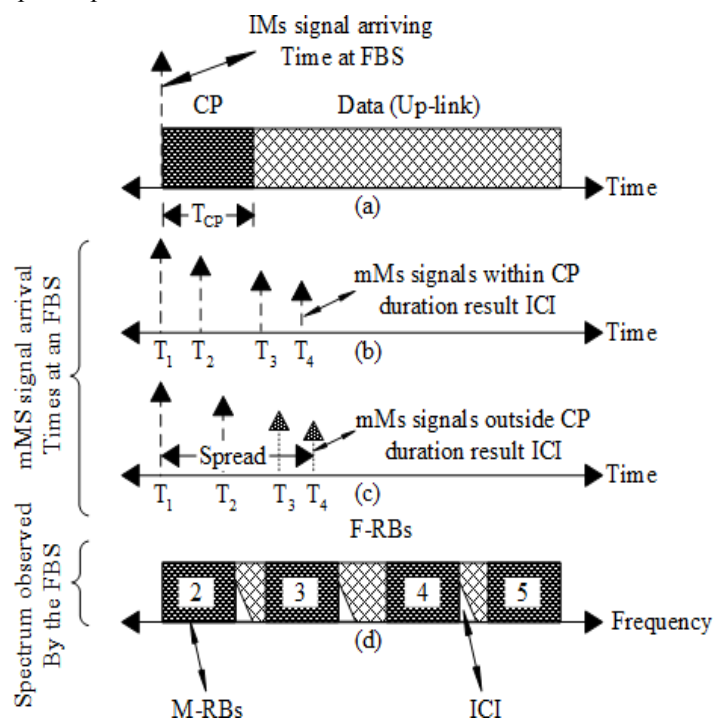 IMs signal arriving
Time at FBS
CP
Data (Up-link)
Time
(a)
T_CP
mMS signal arrival
Times at an FBS
mMs signals within CP
duration result ICI
Time
T_1 T_2 T_3 T_4 (b)
mMs signals outside CP
duration result ICI
Spread
Time
T_1 T_2 T_3 T_4 (c)
F-RBs
Spectrum observed
By the FBS
2 3 4 5
Frequency
(d)
M-RBs
ICI